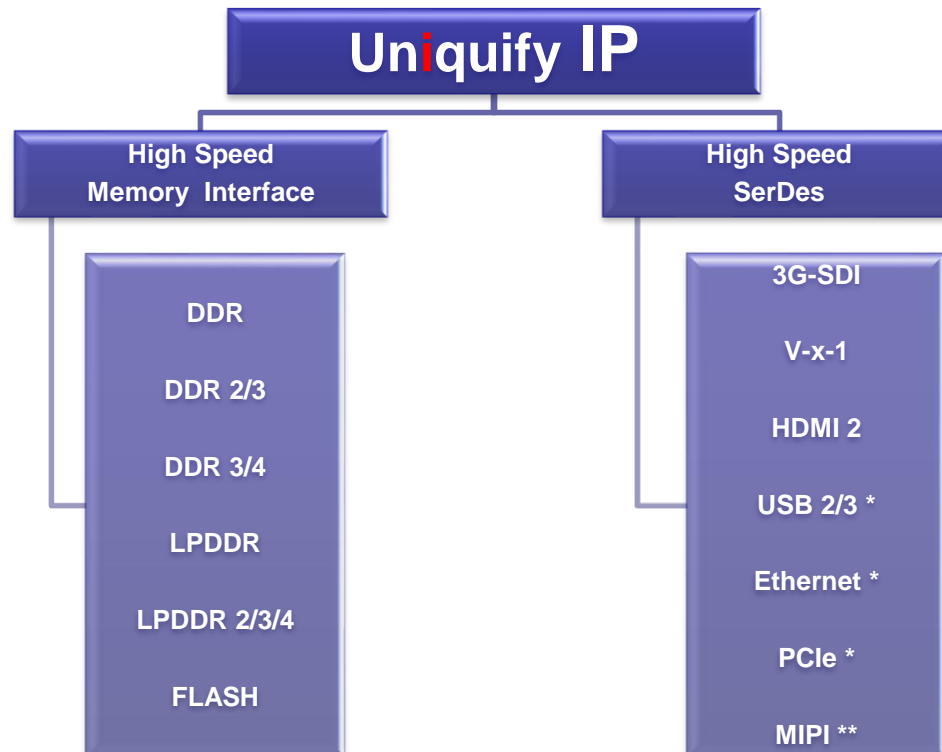 Uniquify IP
High Speed
Memory Interface
DDR
DDR 2/3
DDR 3/4
LPDDR
LPDDR 2/3/4
FLASH
High Speed
SerDes
3G-SDI
V-x-1
HDMI 2
USB 2/3 *
Ethernet *
PCIe *
MIPI **